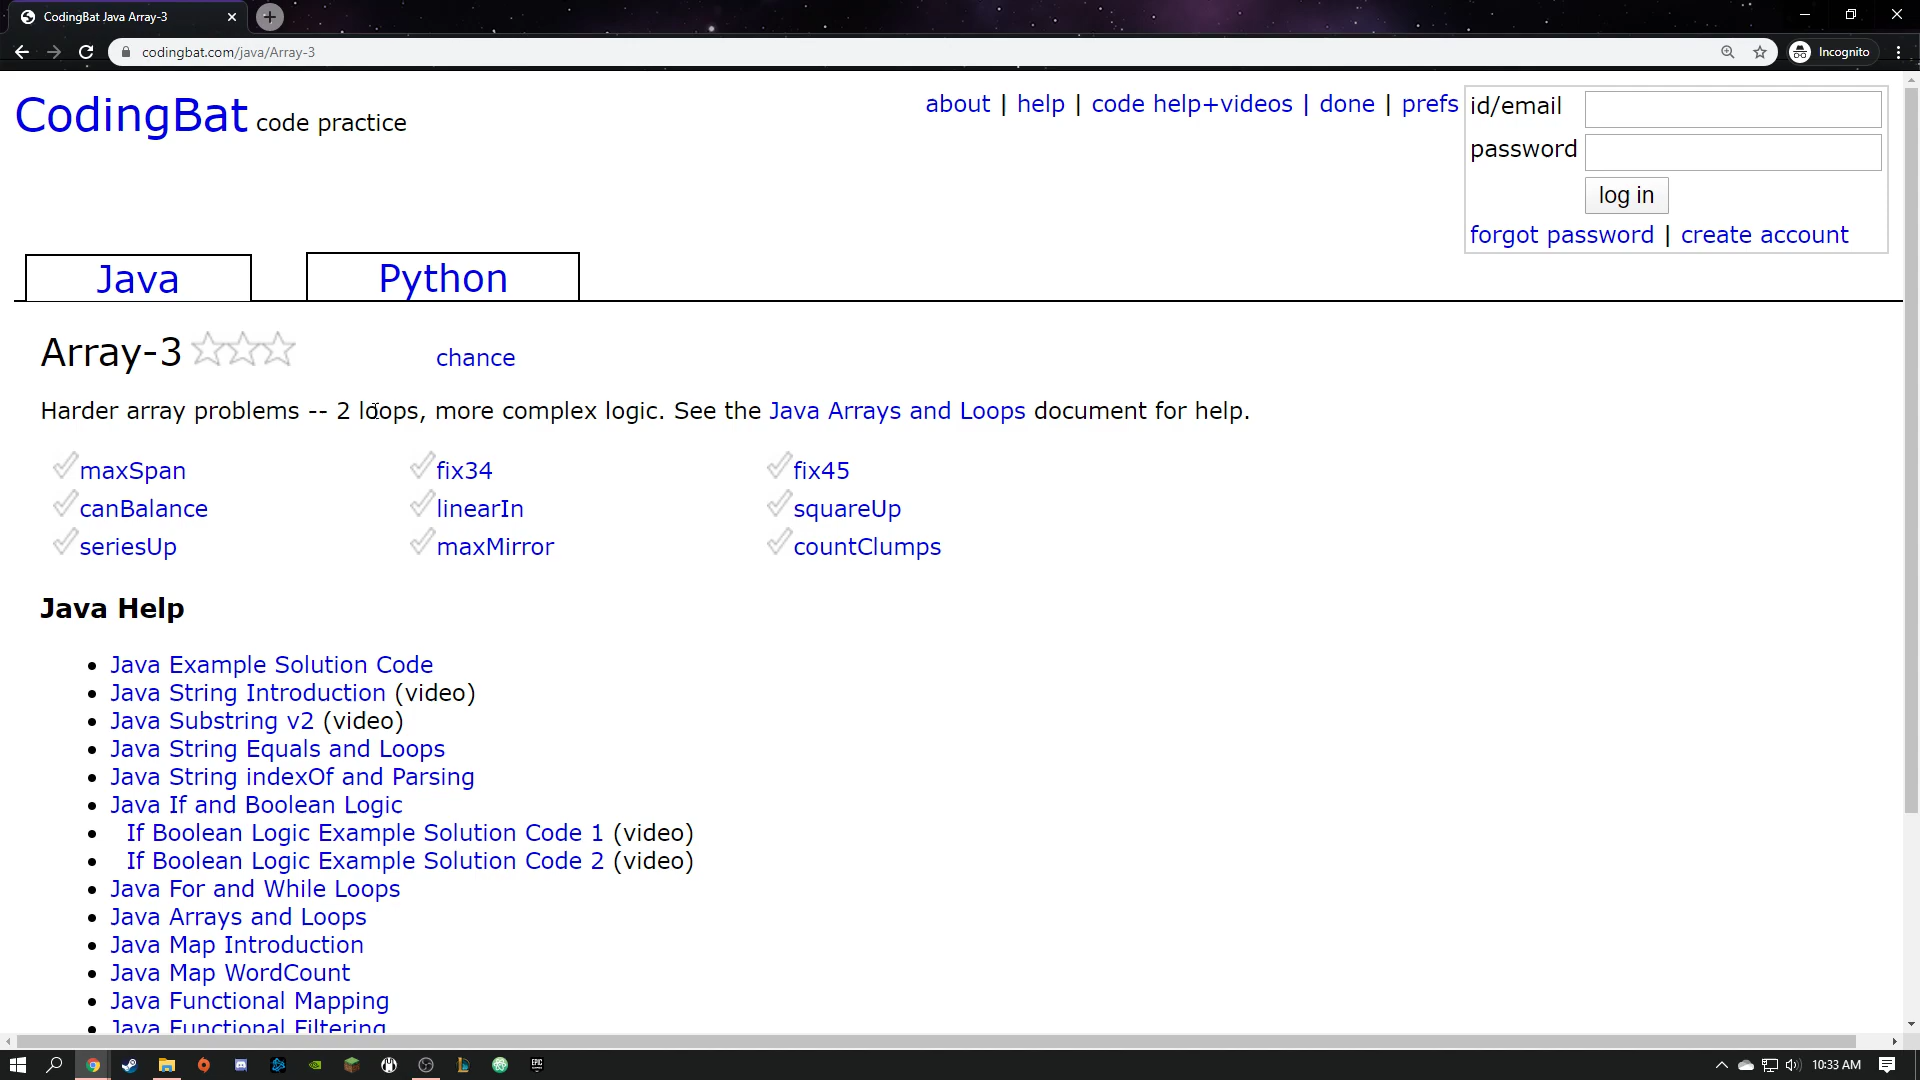 CodingBat Java Array-3
codingbat.com/java/Array-3
Incognito
CodingBat code practice
about | help | code help+videos | done | prefs
id/email
password
log in
forgot password | create account
Java
Python
Array-3
chance
Harder array problems -- 2 loops, more complex logic. See the Java Arrays and Loops document for help.
maxSpan fix34 fix45
canBalance linearIn squareUp
seriesUp maxMirror countClumps
Java Help
Java Example Solution Code
Java String Introduction (video)
Java Substring v2 (video)
Java String Equals and Loops
Java String indexOf and Parsing
Java If and Boolean Logic
If Boolean Logic Example Solution Code 1 (video)
If Boolean Logic Example Solution Code 2 (video)
Java For and While Loops
Java Arrays and Loops
Java Map Introduction
Java Map WordCount
Java Functional Mapping
Java Functional Filtering
EPIC
10:33 AM